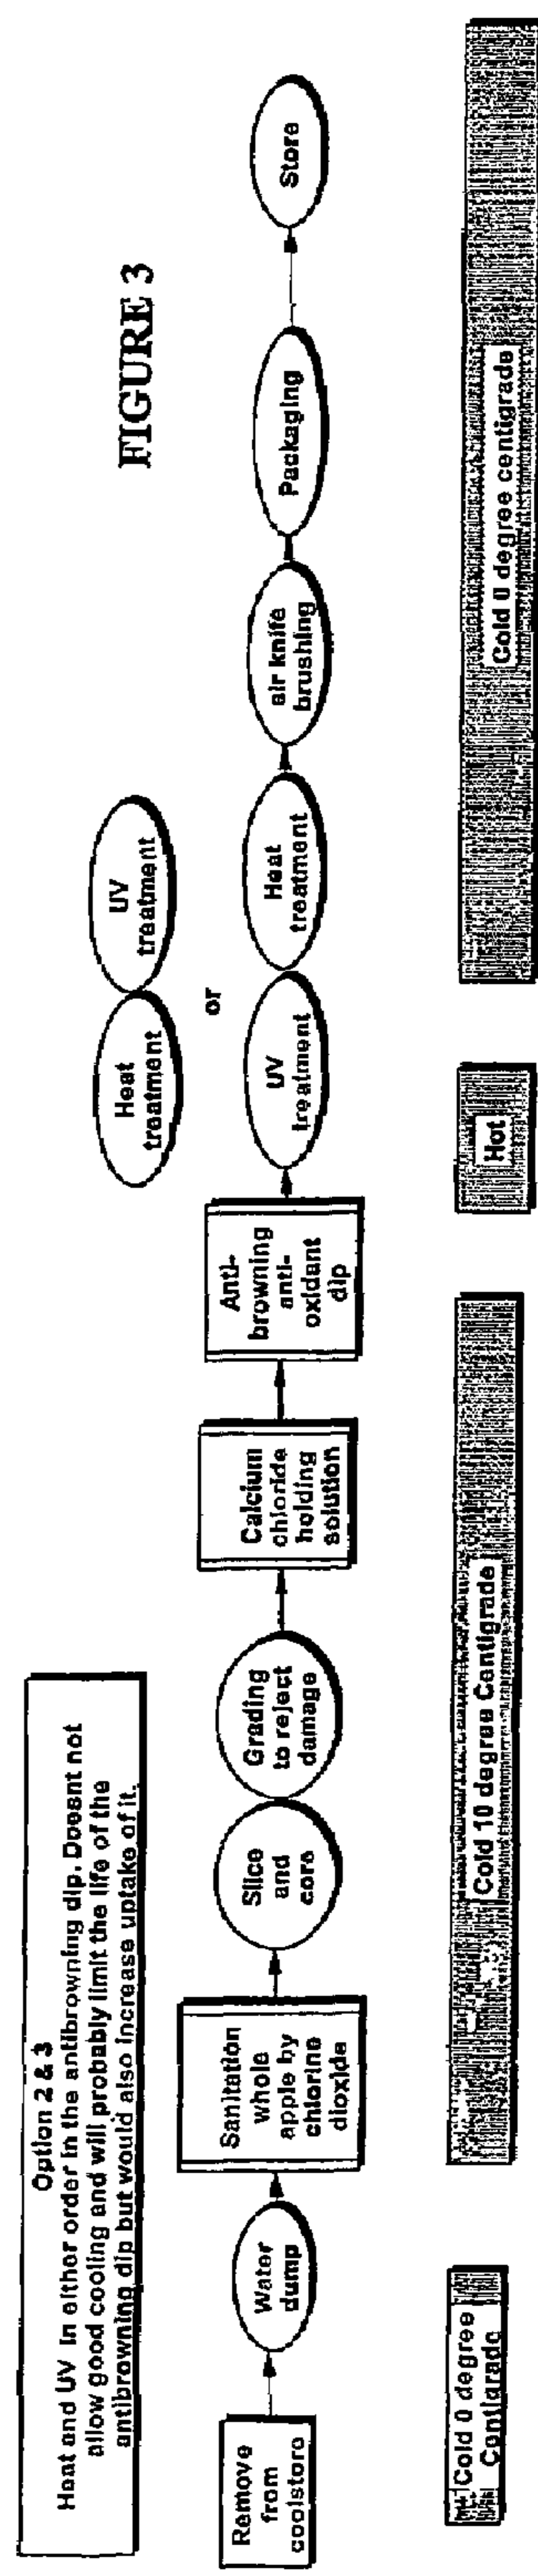 FIGURE 3
Option 2 & 3
Heat and UV In either order in the antibrowning dip. Doesnt not
allow good cooling and will probably limit the life of the
antibrowning dip but would also increase uptake of it.
Heat
treatment
UV
treatment
or
Remove
from
coolstore
Water
dump
Sanitation
whole
apple by
chlorine
dioxide
Slice
and
core
Grading
to reject
damage
Calcium
chloride
holding
solution
Anti-
browning
anti-
oxidant
dip
UV
treatment
Heat
treatment
air knife
brushing
Packaging
Store
Cold 0 degree
Centigrade
Cold 10 degree Centigrade
Hot
Cold 0 degree centigrade